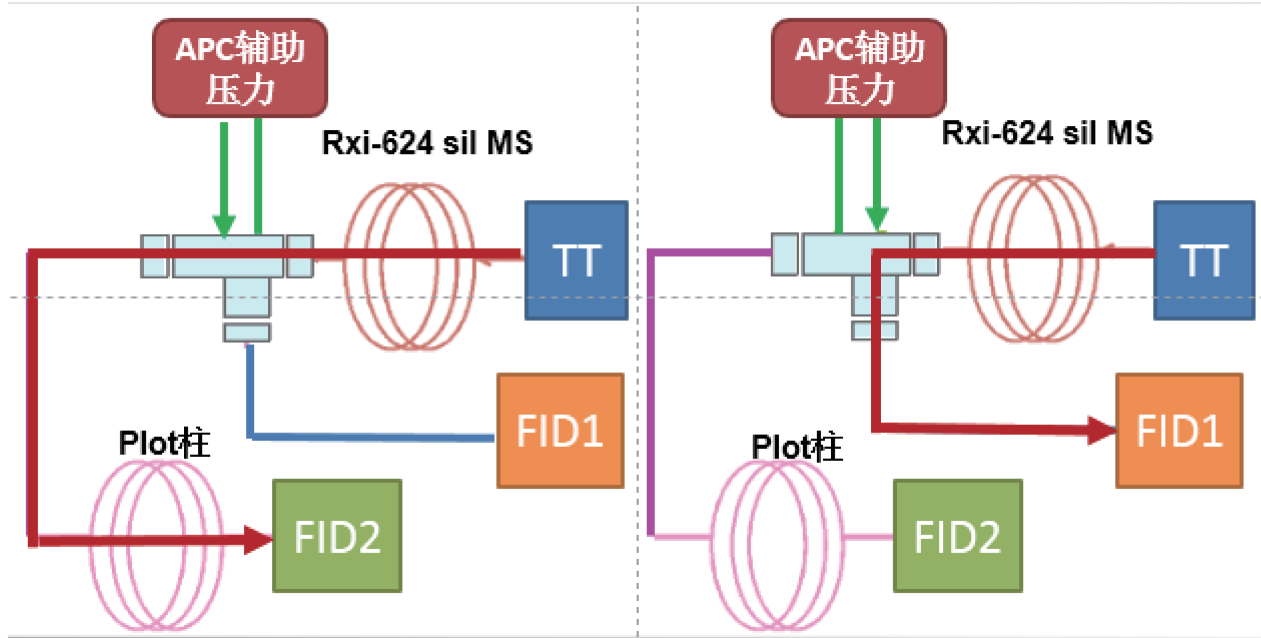 APC辅助
压力
Rxi-624 sil MS
TT
FID1
Plot柱
FID2
APC辅助
压力
Rxi-624 sil MS
TT
FID1
Plot柱
FID2